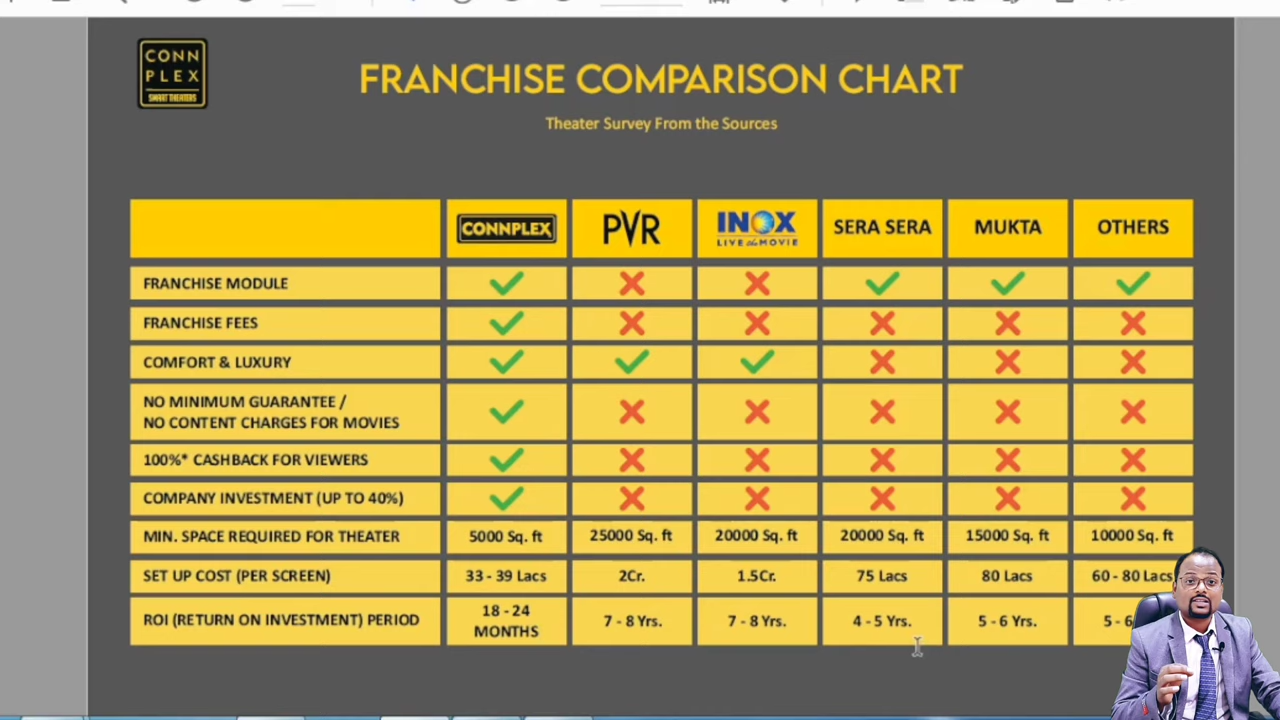 CONN
PLEX
SMART THEATERS
FRANCHISE COMPARISON CHART
Theater Survey From the Sources
CONNPLEX PVR INOX SERA SERA MUKTA OTHERS
LIVE the MOVIE
FRANCHISE MODULE
FRANCHISE FEES
COMFORT & LUXURY
NO MINIMUM GUARANTEE /
NO CONTENT CHARGES FOR MOVIES
100%* CASHBACK FOR VIEWERS
COMPANY INVESTMENT (UP TO 40%)
MIN. SPACE REQUIRED FOR THEATER 5000 Sq. ft 25000 Sq. ft 20000 Sq. ft 20000 Sq. ft 15000 Sq. ft 10000 Sq. ft
SET UP COST (PER SCREEN) 33 - 39 Lacs 2Cr. 1.5Cr. 75 Lacs 80 Lacs 60 - 80 Lacs
ROI (RETURN ON INVESTMENT) PERIOD 18 - 24 MONTHS 7 - 8 Yrs. 7 - 8 Yrs. 4 - 5 Yrs. 5 - 6 Yrs. 5 - 6